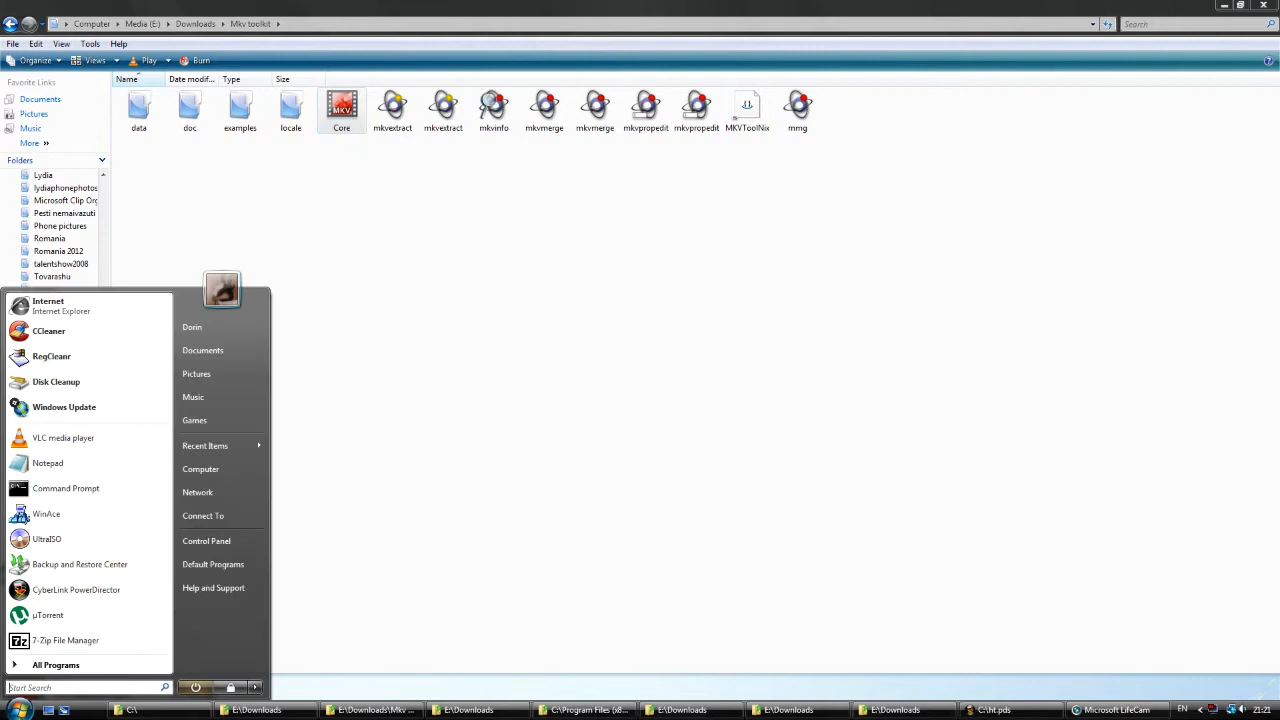 Computer ▸ Media (E:) ▸ Downloads ▸ Mkv toolkit ▸
Search
File Edit View Tools Help
Organize Views Play Burn
Favorite Links
Documents
Pictures
Music
More »
Folders
Lydia
lydiaphonephotos
Microsoft Clip Org
Pesti nemaivazuti
Phone pictures
Romania
Romania 2012
talentshow2008
Tovarashu
Name Date modif... Type Size
data doc examples locale Core mkvextract mkvextract mkvinfo mkvmerge mkvmerge mkvpropedit mkvpropedit MKVToolNix mmg
MKV
Internet
Internet Explorer
CCleaner
RegCleanr
Disk Cleanup
Windows Update
VLC media player
Notepad
Command Prompt
WinAce
UltraISO
Backup and Restore Center
CyberLink PowerDirector
µTorrent
7-Zip File Manager
All Programs
Start Search
Dorin
Documents
Pictures
Music
Games
Recent Items
Computer
Network
Connect To
Control Panel
Default Programs
Help and Support
C:\ E:\Downloads E:\Downloads\Mkv ... E:\Downloads C:\Program Files (x8... E:\Downloads E:\Downloads E:\Downloads C:\ht.pds Microsoft LifeCam EN 21:21